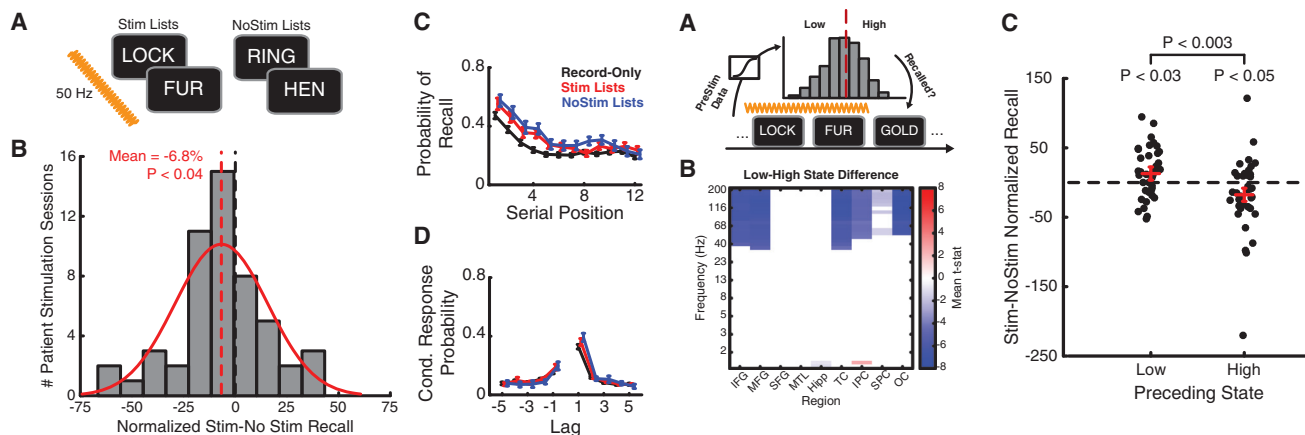 A
Stim Lists
NoStim Lists
LOCK
FUR
RING
HEN
50 Hz
B
Mean = -6.8%
P < 0.04
# Patient Stimulation Sessions
16
12
8
4
0
-75
-50
-25
0
25
50
75
Normalized Stim-No Stim Recall
C
Probability of
Recall
0.8
0.4
0
Record-Only
Stim Lists
NoStim Lists
4
8
12
Serial Position
D
Cond. Response
Probability
0.8
0.4
0
-5
-3
-1
1
3
5
Lag
A
Low
High
PreStim
Data
Recalled?
...
LOCK
FUR
GOLD
...
B
Low-High State Difference
Frequency (Hz)
200
116
68
40
23
13
8
5
3
2
IFG
MFG
SFG
MTL
Hipp
TC
IPC
SPC
OC
Region
8
6
4
2
0
-2
-4
-6
-8
Mean t-stat
C
P < 0.003
P < 0.03
P < 0.05
Stim-NoStim Normalized Recall
150
50
-50
-150
-250
Low
High
Preceding State